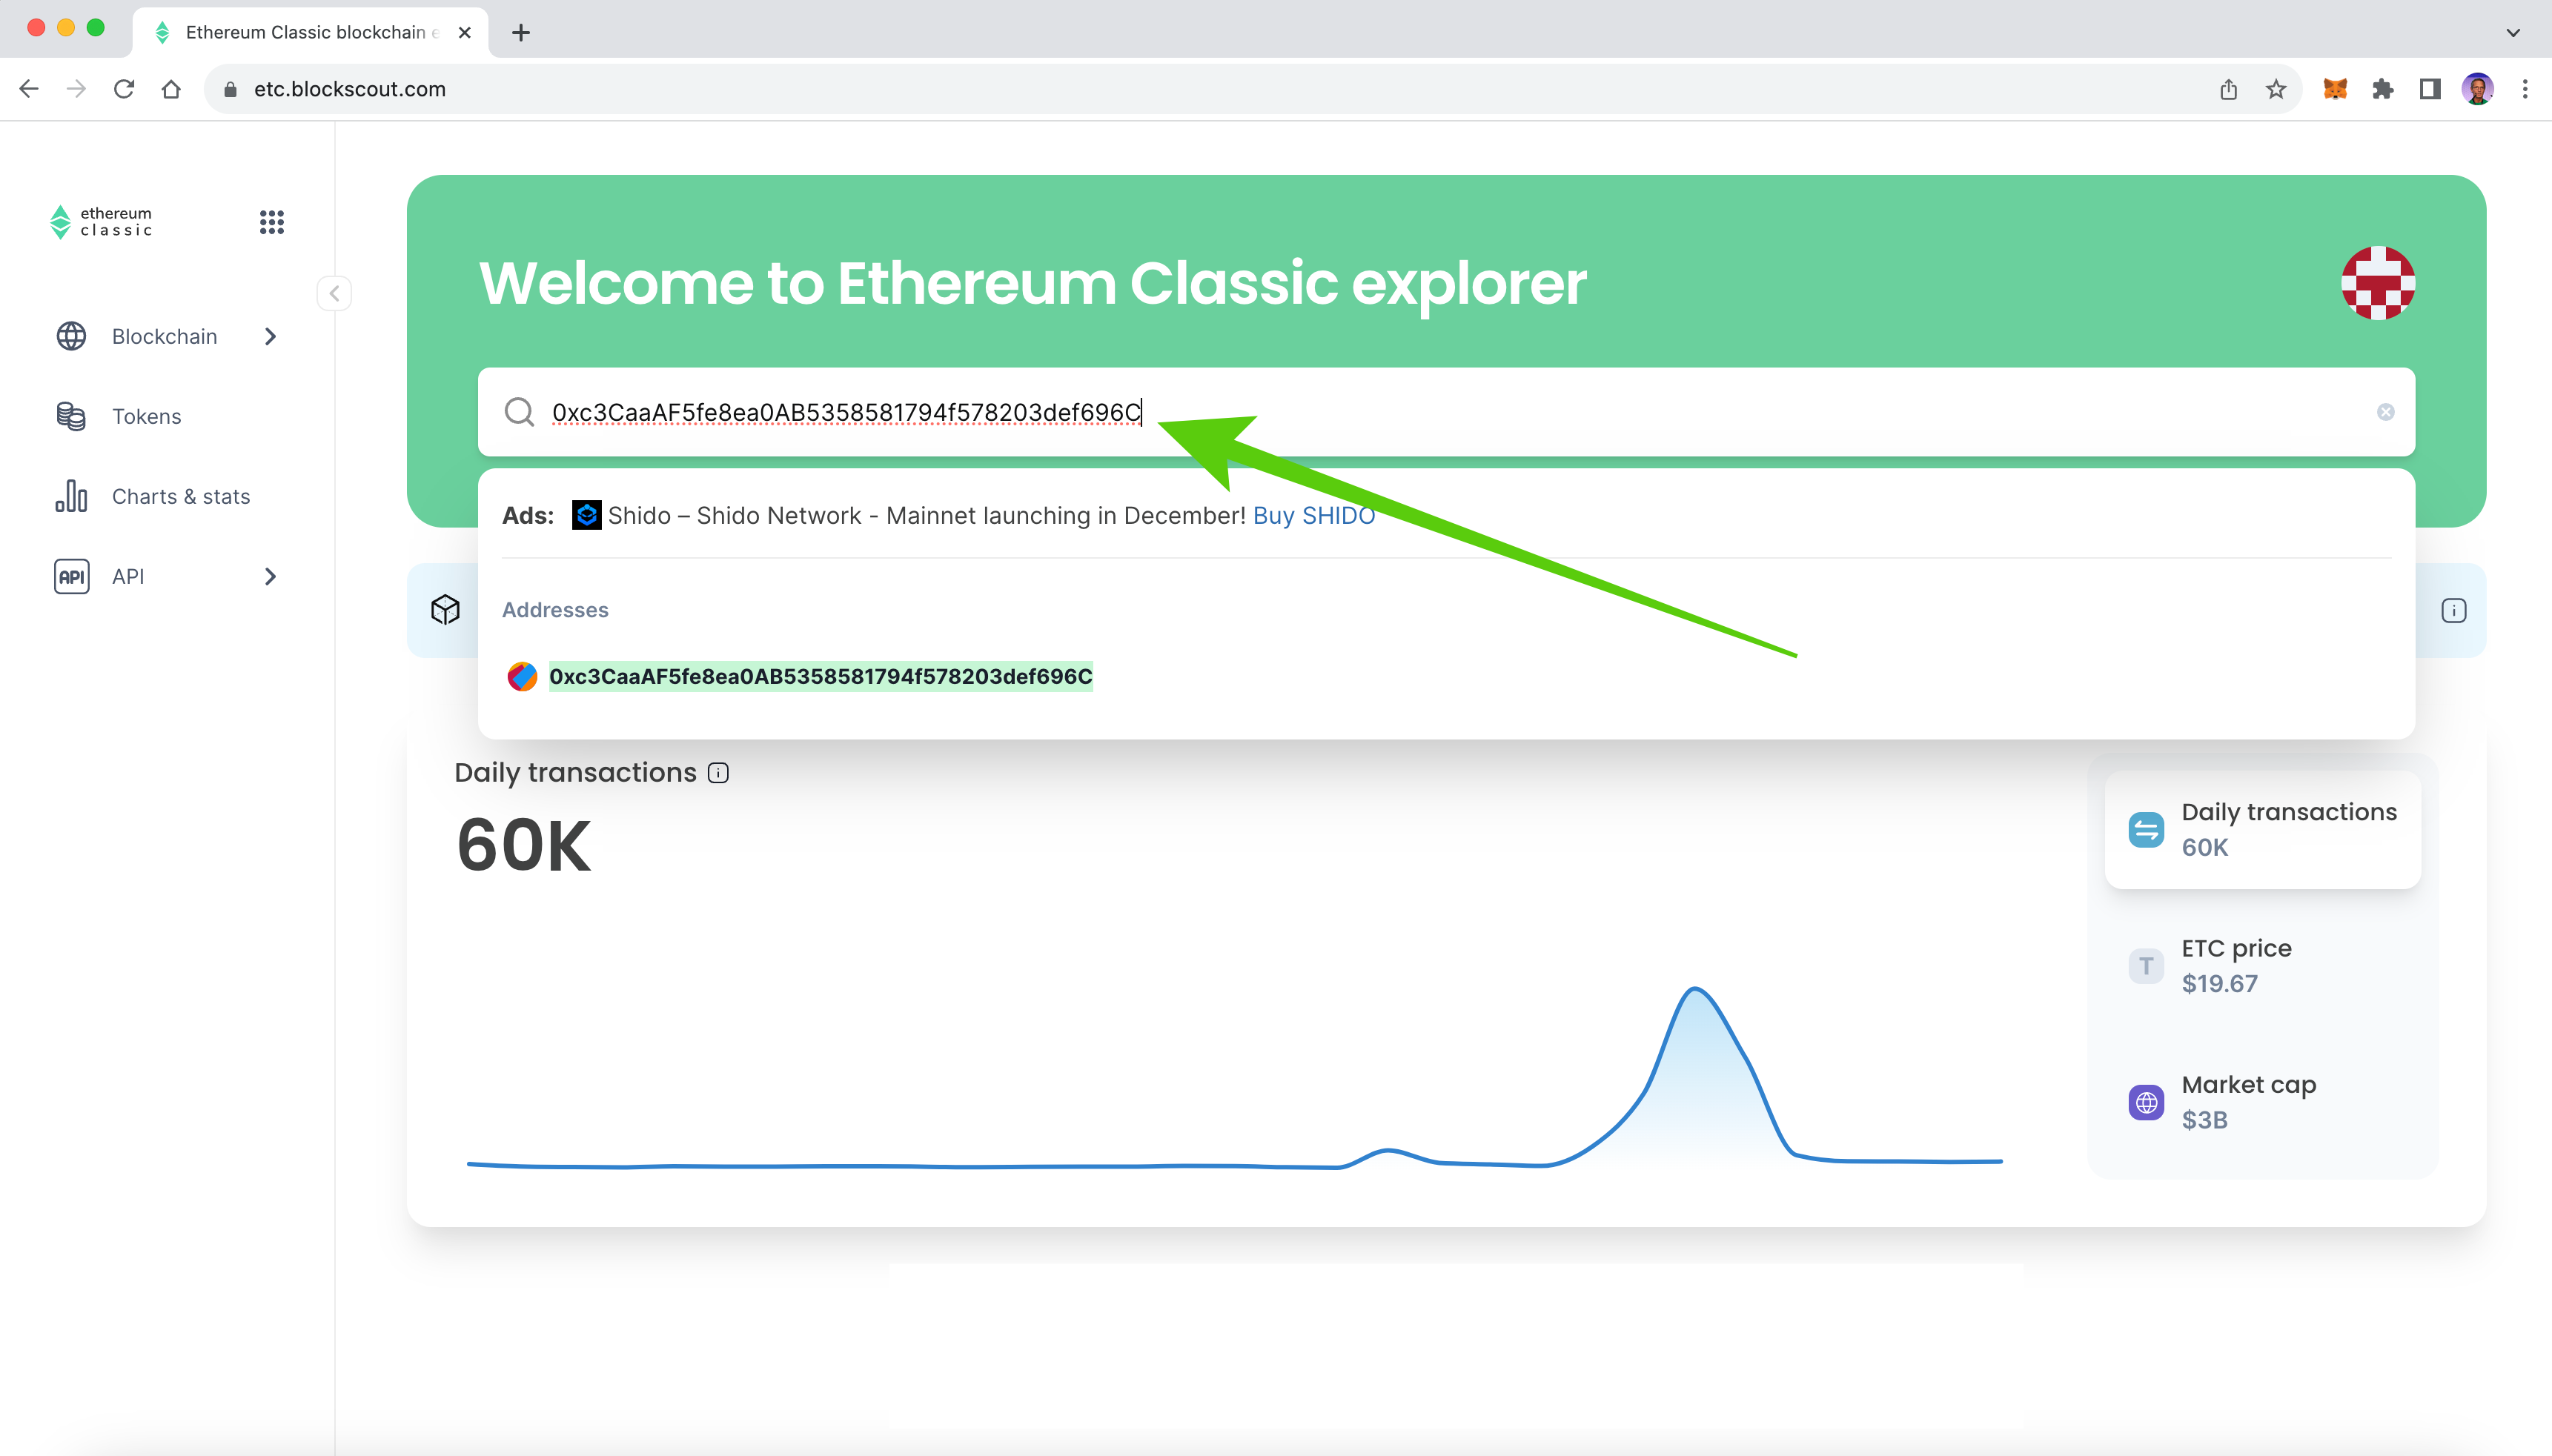 Ethereum Classic blockchain e
etc.blockscout.com
ethereum
classic
Blockchain
Tokens
Charts & stats
API
API
Welcome to Ethereum Classic explorer
0xc3CaaAF5fe8ea0AB5358581794f578203def696C
Ads: Shido – Shido Network - Mainnet launching in December! Buy SHIDO
Addresses
0xc3CaaAF5fe8ea0AB5358581794f578203def696C
Daily transactions
60K
Daily transactions
60K
T
ETC price
$19.67
Market cap
$3B